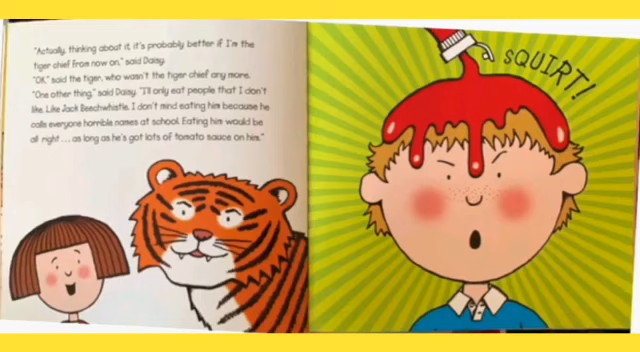 "Actually, thinking about it, it's probably better if I'm the
tiger chief from now on," said Daisy.
"OK," said the tiger, who wasn't the tiger chief any more.
"One other thing," said Daisy. "I'll only eat people that I don't
like. Like Jack Beechwhistle. I don't mind eating him because he
calls everyone horrible names at school. Eating him would be
all right . . . as long as he's got lots of tomato sauce on him."
SQUIRT!